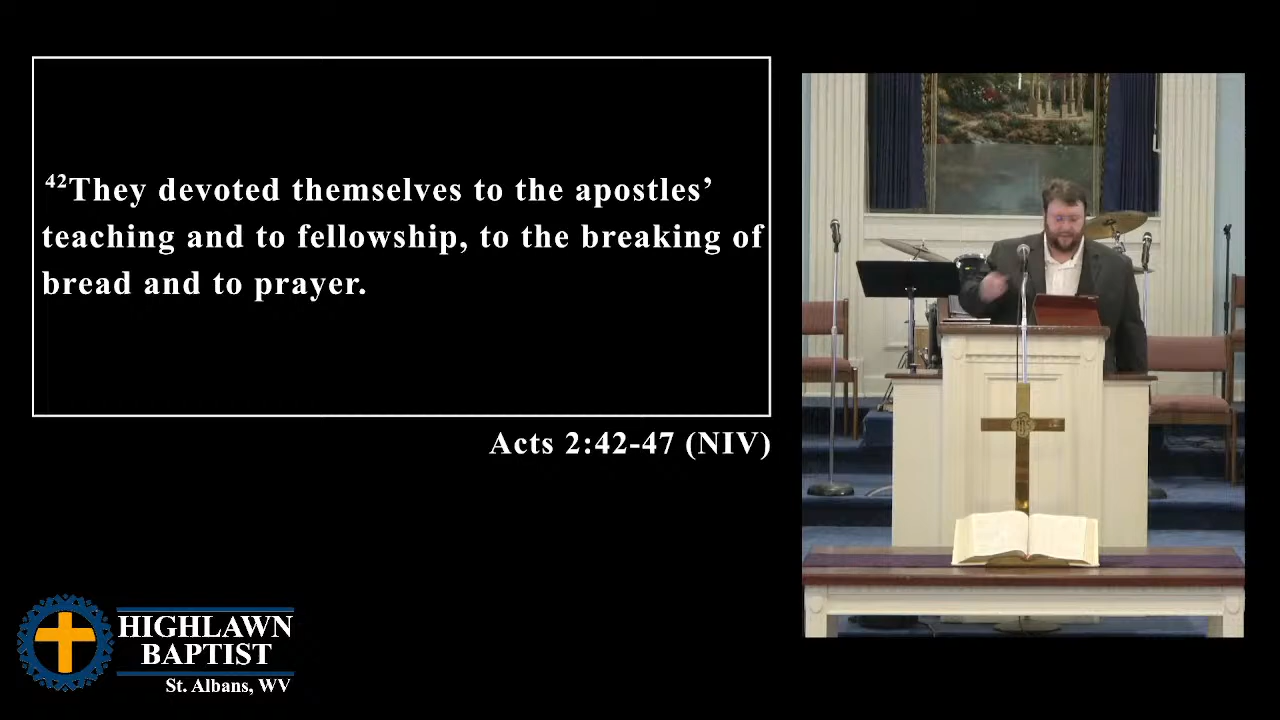 ⁴²They devoted themselves to the apostles’
teaching and to fellowship, to the breaking of
bread and to prayer.
Acts 2:42-47 (NIV)
HIGHLAWN
BAPTIST
St. Albans, WV